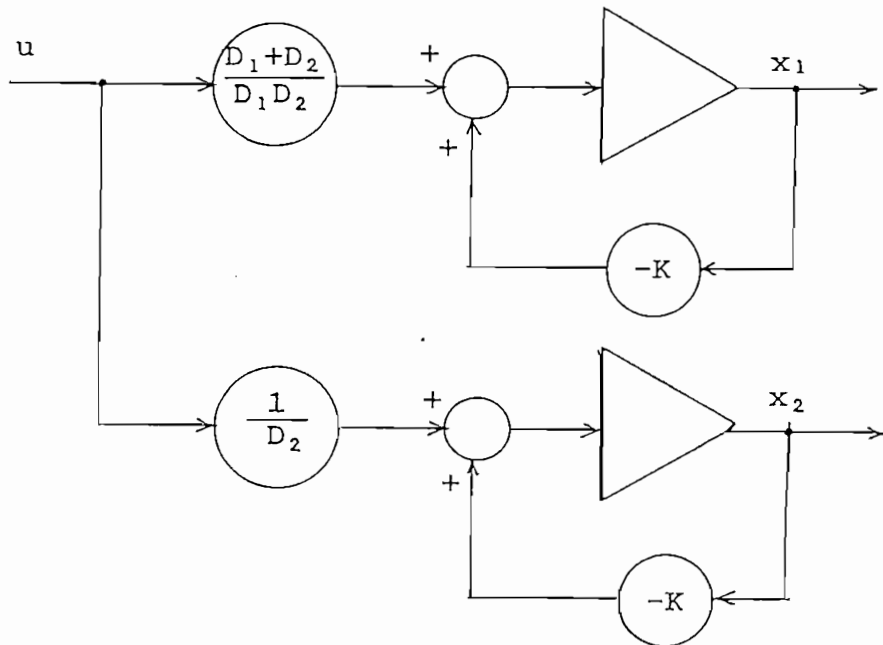 u
D₁+D₂
D₁D₂
+
+
x₁
-K
1
D₂
+
+
x₂
-K